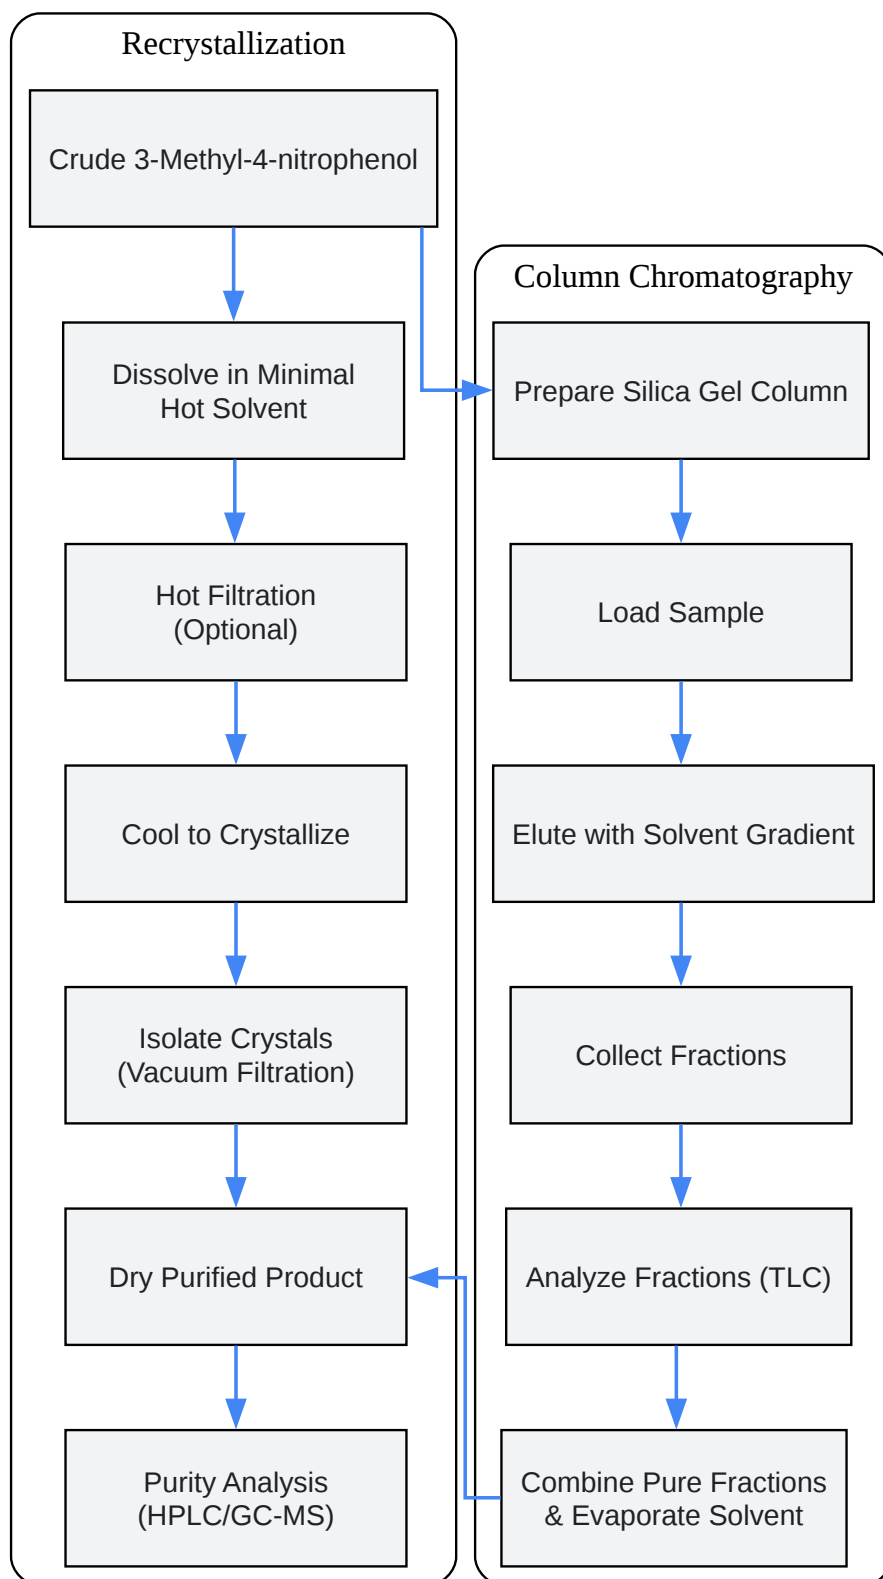 Recrystallization
Crude 3-Methyl-4-nitrophenol
Dissolve in Minimal
Hot Solvent
Hot Filtration
(Optional)
Cool to Crystallize
Isolate Crystals
(Vacuum Filtration)
Dry Purified Product
Purity Analysis
(HPLC/GC-MS)
Column Chromatography
Prepare Silica Gel Column
Load Sample
Elute with Solvent Gradient
Collect Fractions
Analyze Fractions (TLC)
Combine Pure Fractions
& Evaporate Solvent